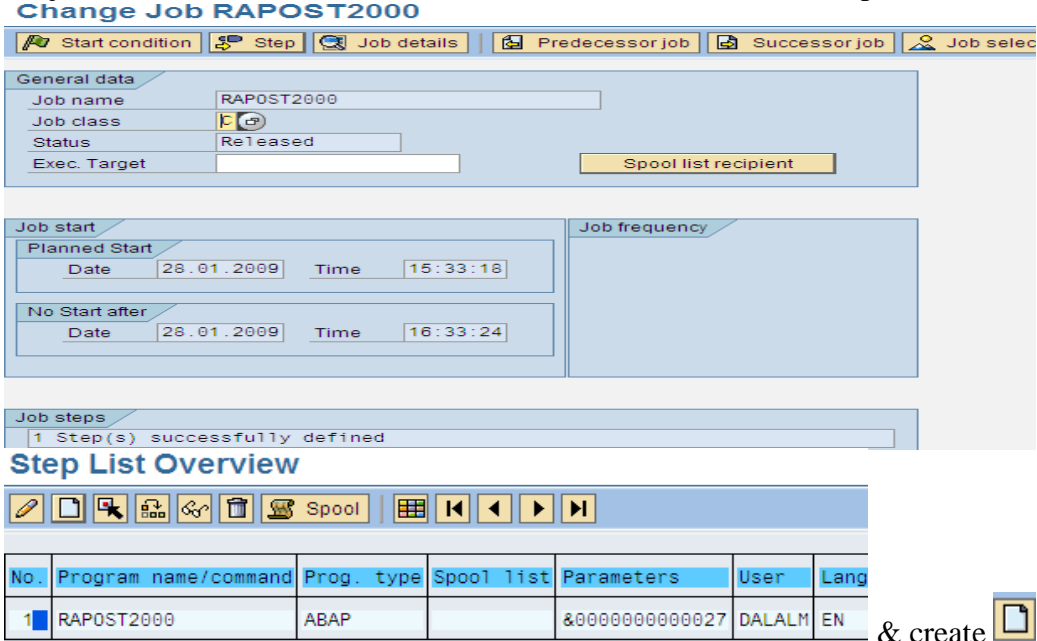 Change Job RAPOST2000
Start condition Step Job details Predecessor job Successor job Job selec
General data
Job name RAPOST2000
Job class C
Status Released
Exec. Target Spool list recipient
Job start Job frequency
Planned Start
Date 28.01.2009 Time 15:33:18
No Start after
Date 28.01.2009 Time 16:33:24
Job steps
1 Step(s) successfully defined
Step List Overview
Spool
No. Program name/command Prog. type Spool list Parameters User Lang
1 RAPOST2000 ABAP &0000000000027 DALALM EN
& create